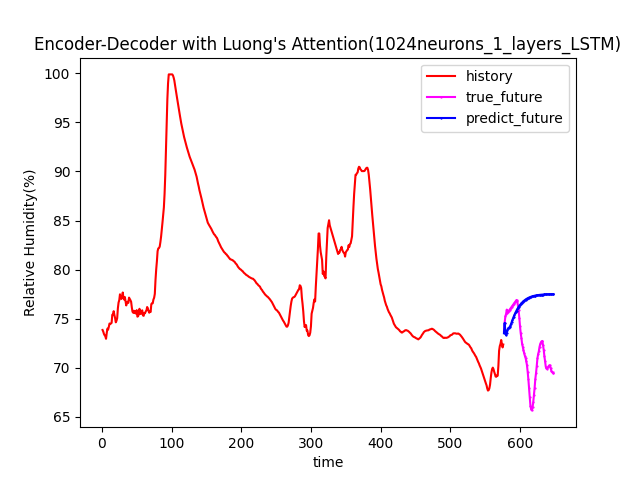 Encoder-Decoder with Luong's Attention(1024neurons_1_layers_LSTM)
history
true_future
predict_future
Relative Humidity(%)
100
95
90
85
80
75
70
65
0
100
200
300
400
500
600
time